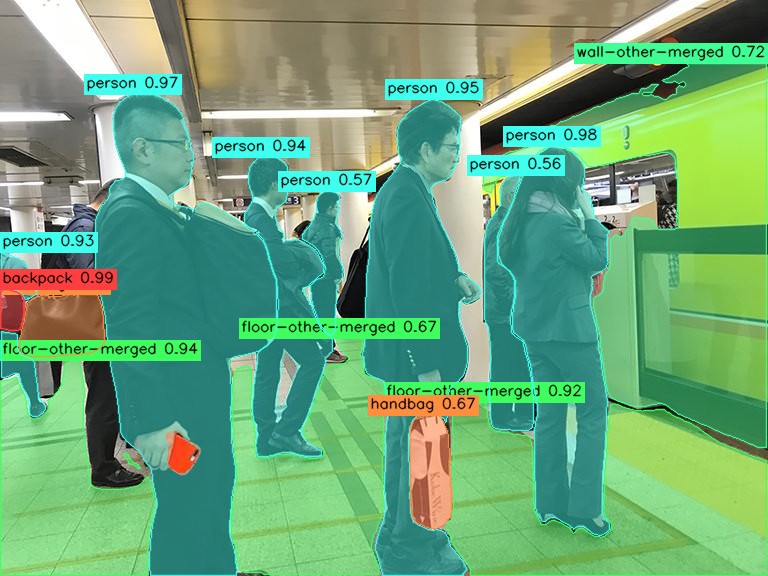 wall-other-merged 0.72
person 0.97
person 0.95
person 0.98
person 0.94
person 0.56
person 0.57
person 0.93
backpack 0.99
floor-other-merged 0.67
floor-other-merged 0.94
floor-other-merged 0.92
handbag 0.67